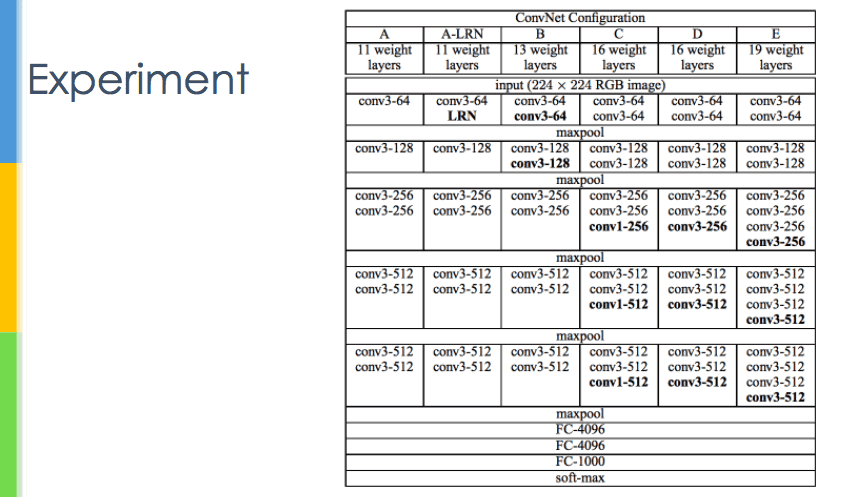 Experiment
ConvNet Configuration
A A-LRN B C D E
11 weight 11 weight 13 weight 16 weight 16 weight 19 weight
layers layers layers layers layers layers
input (224 × 224 RGB image)
conv3-64 conv3-64 conv3-64 conv3-64 conv3-64 conv3-64
LRN conv3-64 conv3-64 conv3-64 conv3-64
maxpool
conv3-128 conv3-128 conv3-128 conv3-128 conv3-128 conv3-128
conv3-128 conv3-128 conv3-128 conv3-128
maxpool
conv3-256 conv3-256 conv3-256 conv3-256 conv3-256 conv3-256
conv3-256 conv3-256 conv3-256 conv3-256 conv3-256 conv3-256
conv1-256 conv3-256 conv3-256
conv3-256
maxpool
conv3-512 conv3-512 conv3-512 conv3-512 conv3-512 conv3-512
conv3-512 conv3-512 conv3-512 conv3-512 conv3-512 conv3-512
conv1-512 conv3-512 conv3-512
conv3-512
maxpool
conv3-512 conv3-512 conv3-512 conv3-512 conv3-512 conv3-512
conv3-512 conv3-512 conv3-512 conv3-512 conv3-512 conv3-512
conv1-512 conv3-512 conv3-512
conv3-512
maxpool
FC-4096
FC-4096
FC-1000
soft-max